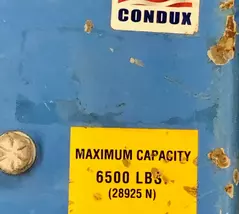 CONDUX
MAXIMUM CAPACITY
6500 LBS.
(28925 N)